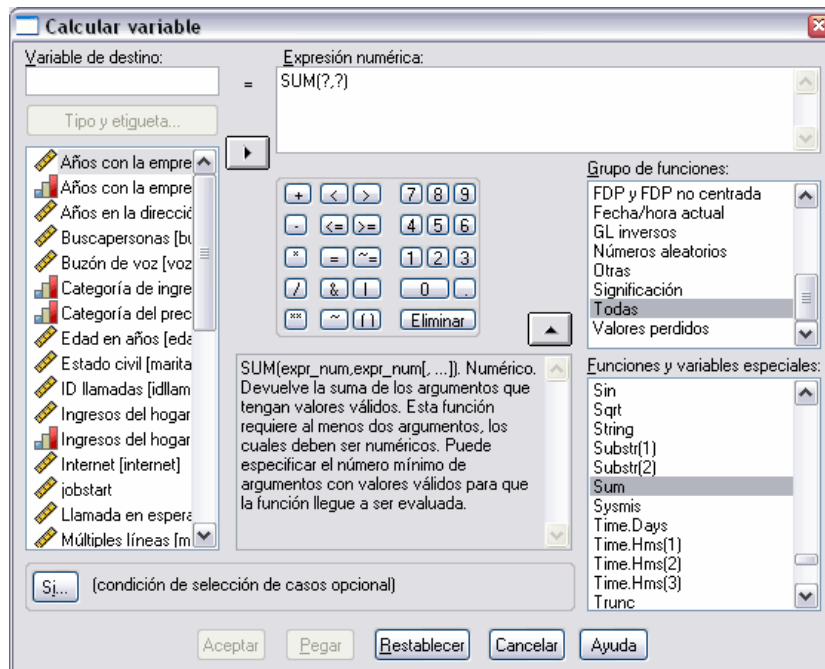 Calcular variable
Variable de destino:
=
Expresión numérica:
SUM(?,?)
Tipo y etiqueta...
Años con la empre
Años con la empre
Años en la direcció
Buscapersonas [bu
Buzón de voz [voz
Categoría de ingre
Categoría del prec
Edad en años [eda
Estado civil [marita
ID llamadas [idllam
Ingresos del hogar
Ingresos del hogar
Internet [internet]
jobstart
Llamada en espera
Múltiples líneas [m
+ < > 7 8 9
- <= >= 4 5 6
* = ~= 1 2 3
/ & | 0 .
** ~ () Eliminar
SUM(expr_num,expr_num[, ...]). Numérico.
Devuelve la suma de los argumentos que
tengan valores válidos. Esta función
requiere al menos dos argumentos, los
cuales deben ser numéricos. Puede
especificar el número mínimo de
argumentos con valores válidos para que
la función llegue a ser evaluada.
Grupo de funciones:
FDP y FDP no centrada
Fecha/hora actual
GL inversos
Números aleatorios
Otras
Significación
Todas
Valores perdidos
Funciones y variables especiales:
Sin
Sqrt
String
Substr(1)
Substr(2)
Sum
Sysmis
Time.Days
Time.Hms(1)
Time.Hms(2)
Time.Hms(3)
Trunc
Si... (condición de selección de casos opcional)
Aceptar Pegar Restablecer Cancelar Ayuda